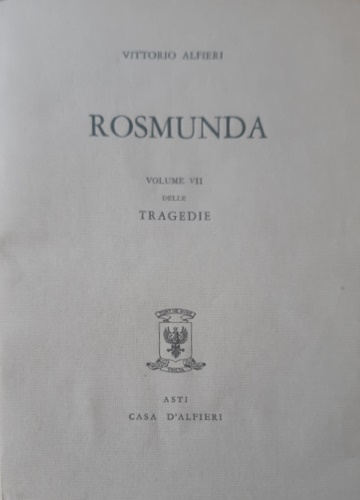 VITTORIO ALFIERI
ROSMUNDA
VOLUME VII
DELLE
TRAGEDIE
ASTI
CASA D'ALFIERI